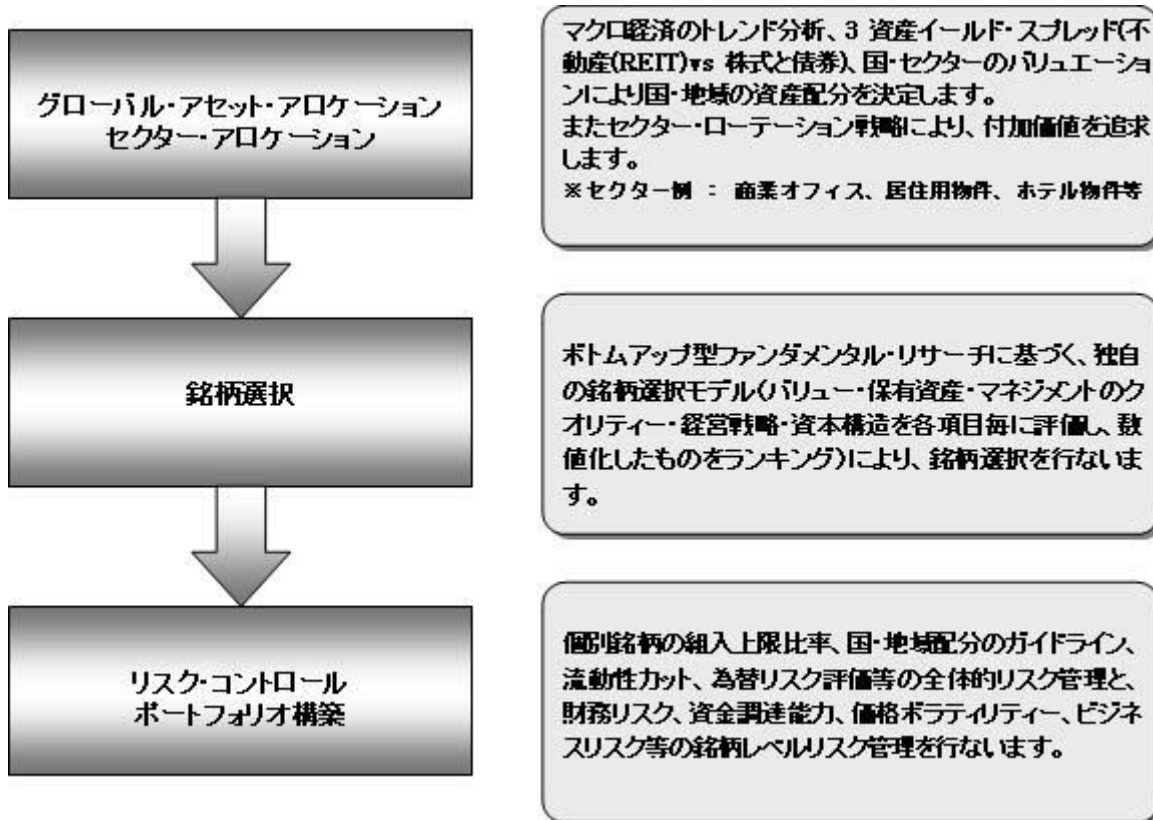 グローバル・アセット・アロケーション
セクター・アロケーション
マクロ経済のトレンド分析、3 資産イールド・スプレッド(不
動産(REIT)vs 株式と債券)、国・セクターのバリュエーショ
ンにより国・地域の資産配分を決定します。
またセクター・ローテーション戦略により、付加価値を追求
します。
※セクター例 : 商業オフィス、居住用物件、ホテル物件等
銘柄選択
ボトムアップ型ファンダメンタル・リサーチに基づく、独自
の銘柄選択モデル(バリュー・保有資産・マネジメントのク
オリティー・経営戦略・資本構造を各項目毎に評価し、数
値化したものをランキング)により、銘柄選択を行ないま
す。
リスク・コントロール
ポートフォリオ構築
個別銘柄の組入上限比率、国・地域配分のガイドライン、
流動性カット、為替リスク評価等の全体的リスク管理と、
財務リスク、資金調達能力、価格ボラティリティー、ビジネ
スリスク等の銘柄レベルリスク管理を行ないます。